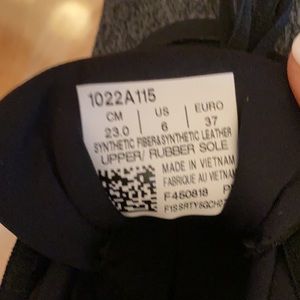 1022A115
CM US EURO
23.0 6 37
SYNTHETIC FIBER&SYNTHETIC LEATHER
UPPER/ RUBBER SOLE
MADE IN VIETNAM
FABRIQUE AU VIETNAM
F450818